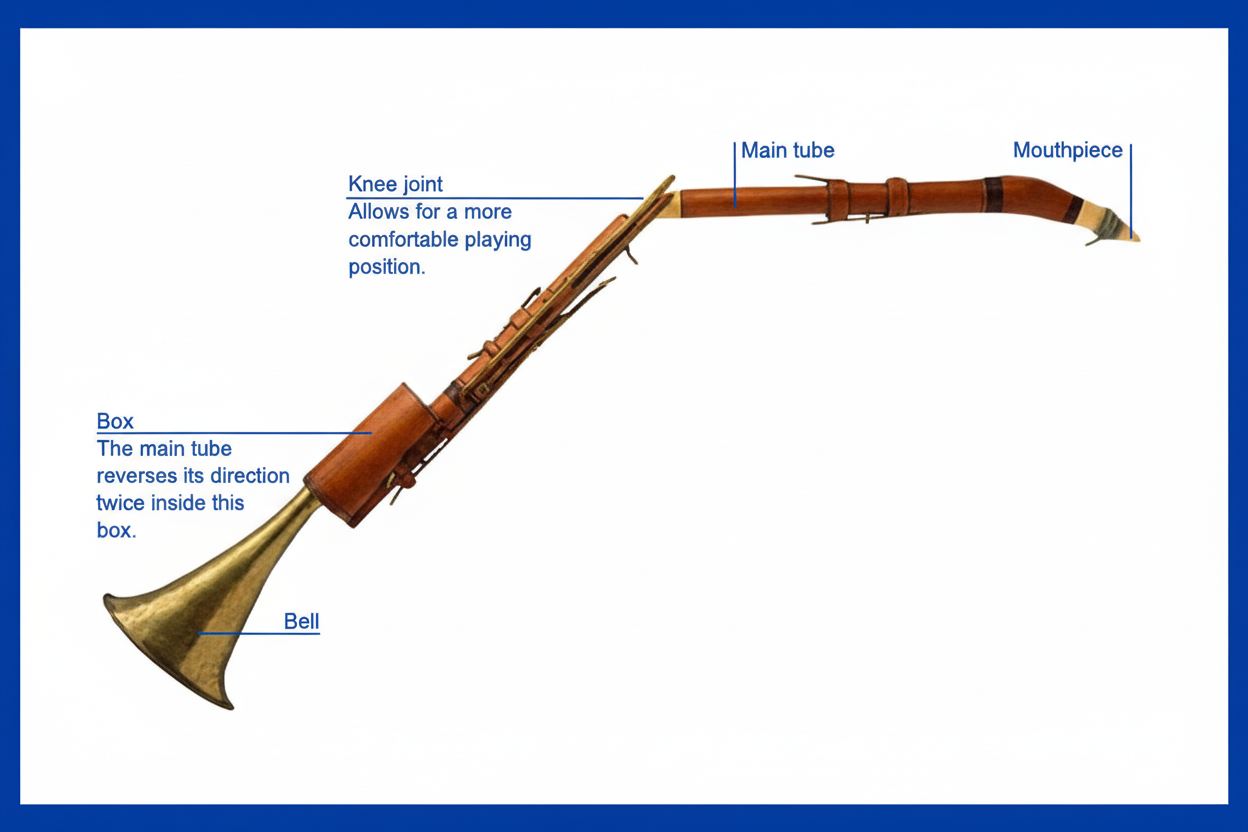 Main tube
Mouthpiece
Knee joint
Allows for a more
comfortable playing
position.
Box
The main tube
reverses its direction
twice inside this
box.
Bell